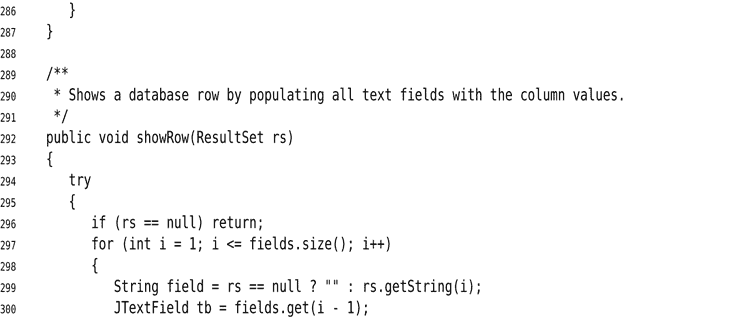 286 }
287 }
288
289 /**
290 * Shows a database row by populating all text fields with the column values.
291 */
292 public void showRow(ResultSet rs)
293 {
294 try
295 {
296 if (rs == null) return;
297 for (int i = 1; i <= fields.size(); i++)
298 {
299 String field = rs == null ? "" : rs.getString(i);
300 JTextField tb = fields.get(i - 1);